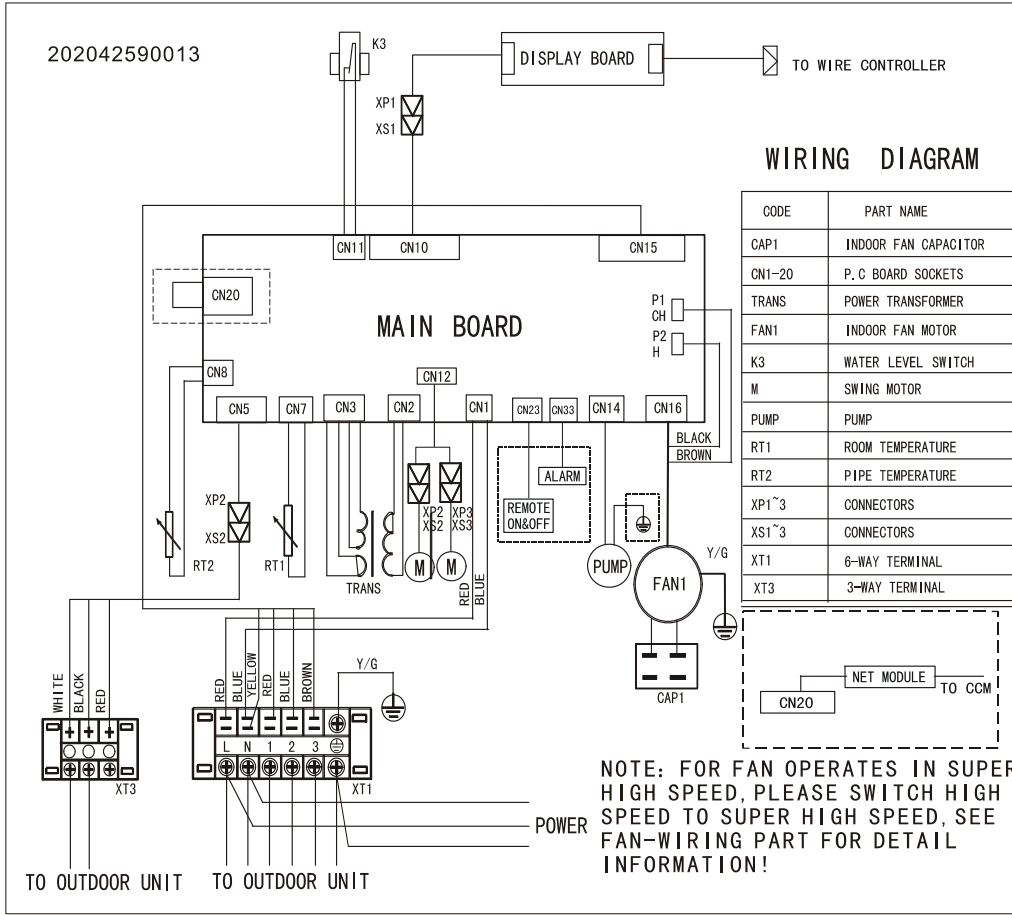 202042590013
K3
DISPLAY BOARD
TO WIRE CONTROLLER
XP1
XS1
WIRING DIAGRAM
CODE PART NAME
CAP1 INDOOR FAN CAPACITOR
CN1-20 P.C BOARD SOCKETS
TRANS POWER TRANSFORMER
FAN1 INDOOR FAN MOTOR
K3 WATER LEVEL SWITCH
M SWING MOTOR
PUMP PUMP
RT1 ROOM TEMPERATURE
RT2 PIPE TEMPERATURE
XP1~3 CONNECTORS
XS1~3 CONNECTORS
XT1 6-WAY TERMINAL
XT3 3-WAY TERMINAL
CN11 CN10 CN15
CN20
MAIN BOARD
P1
CH
P2
H
CN8
CN12
CN5 CN7 CN3 CN2 CN1 CN23 CN33 CN14 CN16
BLACK
BROWN
ALARM
REMOTE
ON&OFF
XP2
XS2
XP2 XP3
XS2 XS3
RT2 RT1
TRANS
M M
RED
BLUE
PUMP
FAN1
Y/G
CAP1
WHITE
BLACK
RED
RED
BLUE
YELLOW
RED
BLUE
BROWN
Y/G
L N 1 2 3
XT3
XT1
CN20
NET MODULE
TO CCM
POWER
TO OUTDOOR UNIT TO OUTDOOR UNIT
NOTE: FOR FAN OPERATES IN SUPER
HIGH SPEED, PLEASE SWITCH HIGH
SPEED TO SUPER HIGH SPEED, SEE
FAN-WIRING PART FOR DETAIL
INFORMATION!